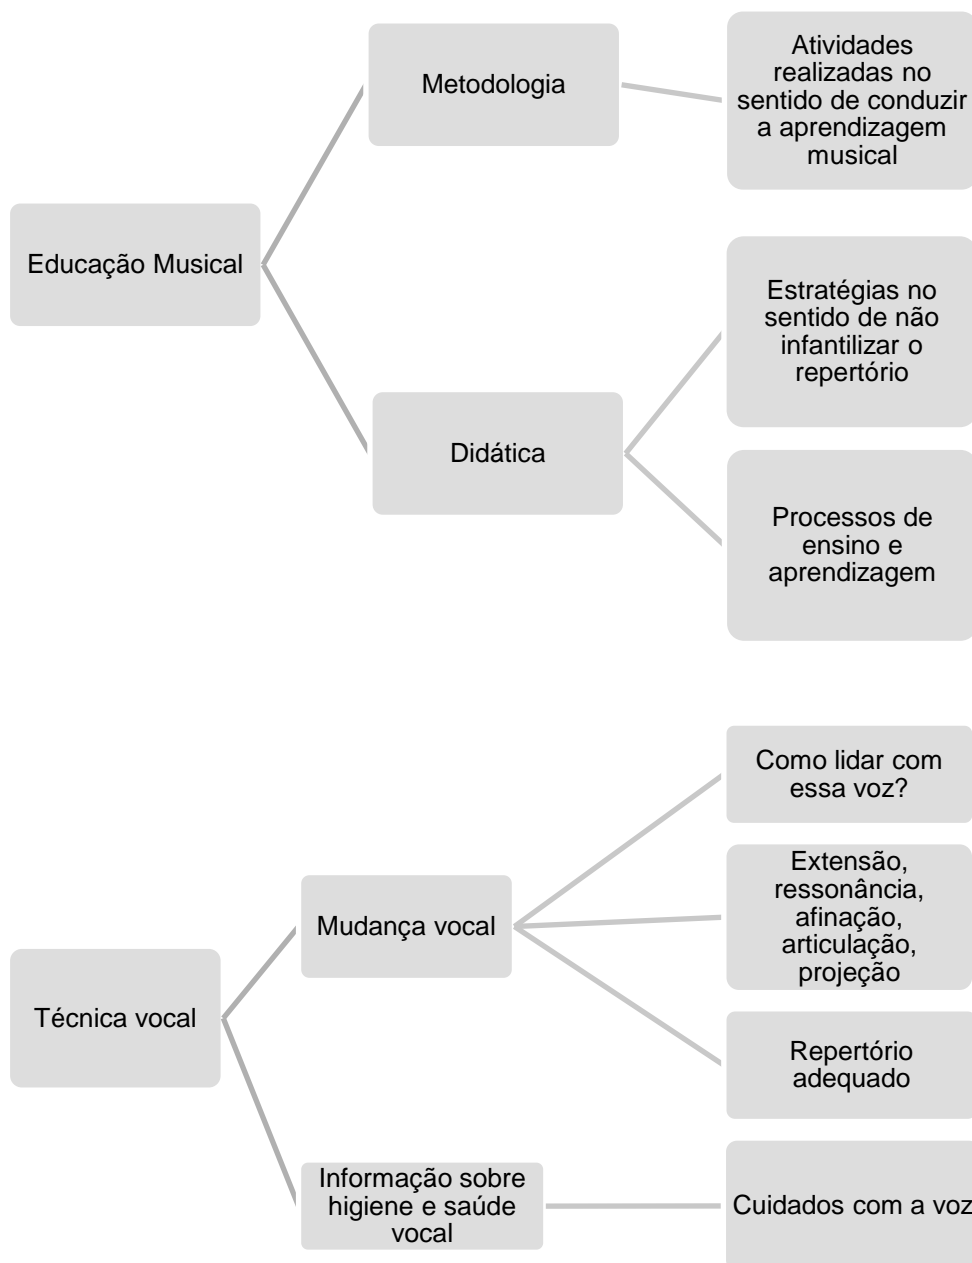 Educação Musical
Metodologia
Atividades
realizadas no
sentido de conduzir
a aprendizagem
musical
Didática
Estratégias no
sentido de não
infantilizar o
repertório
Processos de
ensino e
aprendizagem
Técnica vocal
Mudança vocal
Como lidar com
essa voz?
Extensão,
ressonância,
afinação,
articulação,
projeção
Repertório
adequado
Informação sobre
higiene e saúde
vocal
Cuidados com a voz